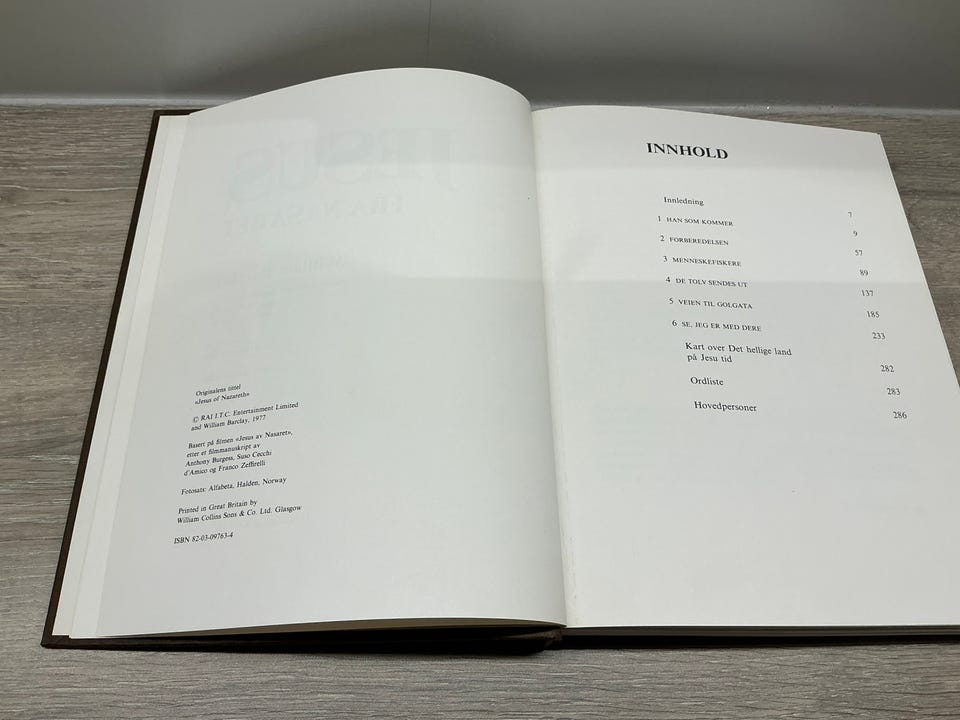 Originalens tittel
«Jesus of Nazareth»
© RAI I.T.C. Entertainment Limited
and William Barclay, 1977
Basert på filmen «Jesus av Nasaret»,
etter et filmmanuskript av
Anthony Burgess, Suso Cecchi
d'Amico og Franco Zeffirelli
Fotosats: Alfabeta, Halden, Norway
Printed in Great Britain by
William Collins Sons & Co. Ltd. Glasgow
ISBN 82-03-09763-4
INNHOLD
Innledning 7
1 HAN SOM KOMMER 9
2 FORBEREDELSEN 57
3 MENNESKEFISKERE 89
4 DE TOLV SENDES UT 137
5 VEIEN TIL GOLGATA 185
6 SE, JEG ER MED DERE 233
Kart over Det hellige land
på Jesu tid 282
Ordliste 283
Hovedpersoner 286